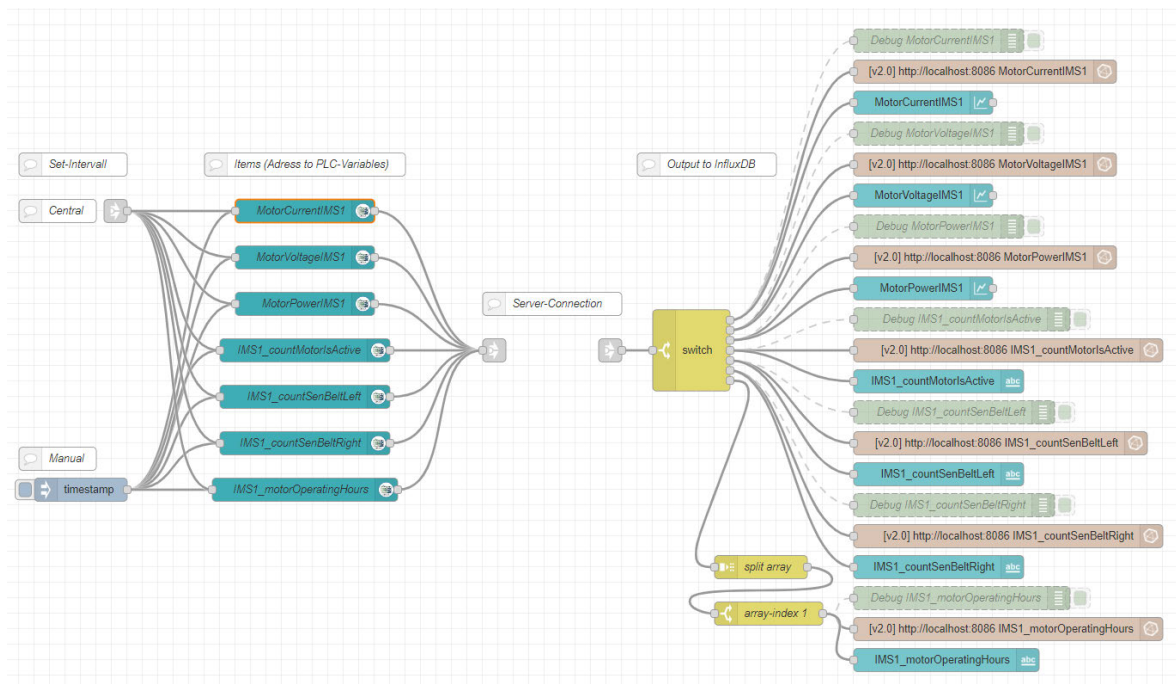 Set-Intervall
Items (Adress to PLC-Variables)
Central
MotorCurrentIMS1
MotorVoltageIMS1
MotorPowerIMS1
IMS1_countMotorIsActive
IMS1_countSenBeltLeft
IMS1_countSenBeltRight
Manual
timestamp
IMS1_motorOperatingHours
Server-Connection
Output to InfluxDB
switch
split array
array-index 1
Debug MotorCurrentIMS1
[v2.0] http://localhost:8086 MotorCurrentIMS1
MotorCurrentIMS1
Debug MotorVoltageIMS1
[v2.0] http://localhost:8086 MotorVoltageIMS1
MotorVoltageIMS1
Debug MotorPowerIMS1
[v2.0] http://localhost:8086 MotorPowerIMS1
MotorPowerIMS1
Debug IMS1_countMotorIsActive
[v2.0] http://localhost:8086 IMS1_countMotorIsActive
IMS1_countMotorIsActive abc
Debug IMS1_countSenBeltLeft
[v2.0] http://localhost:8086 IMS1_countSenBeltLeft
IMS1_countSenBeltLeft abc
Debug IMS1_countSenBeltRight
[v2.0] http://localhost:8086 IMS1_countSenBeltRight
IMS1_countSenBeltRight abc
Debug IMS1_motorOperatingHours
[v2.0] http://localhost:8086 IMS1_motorOperatingHours
IMS1_motorOperatingHours abc